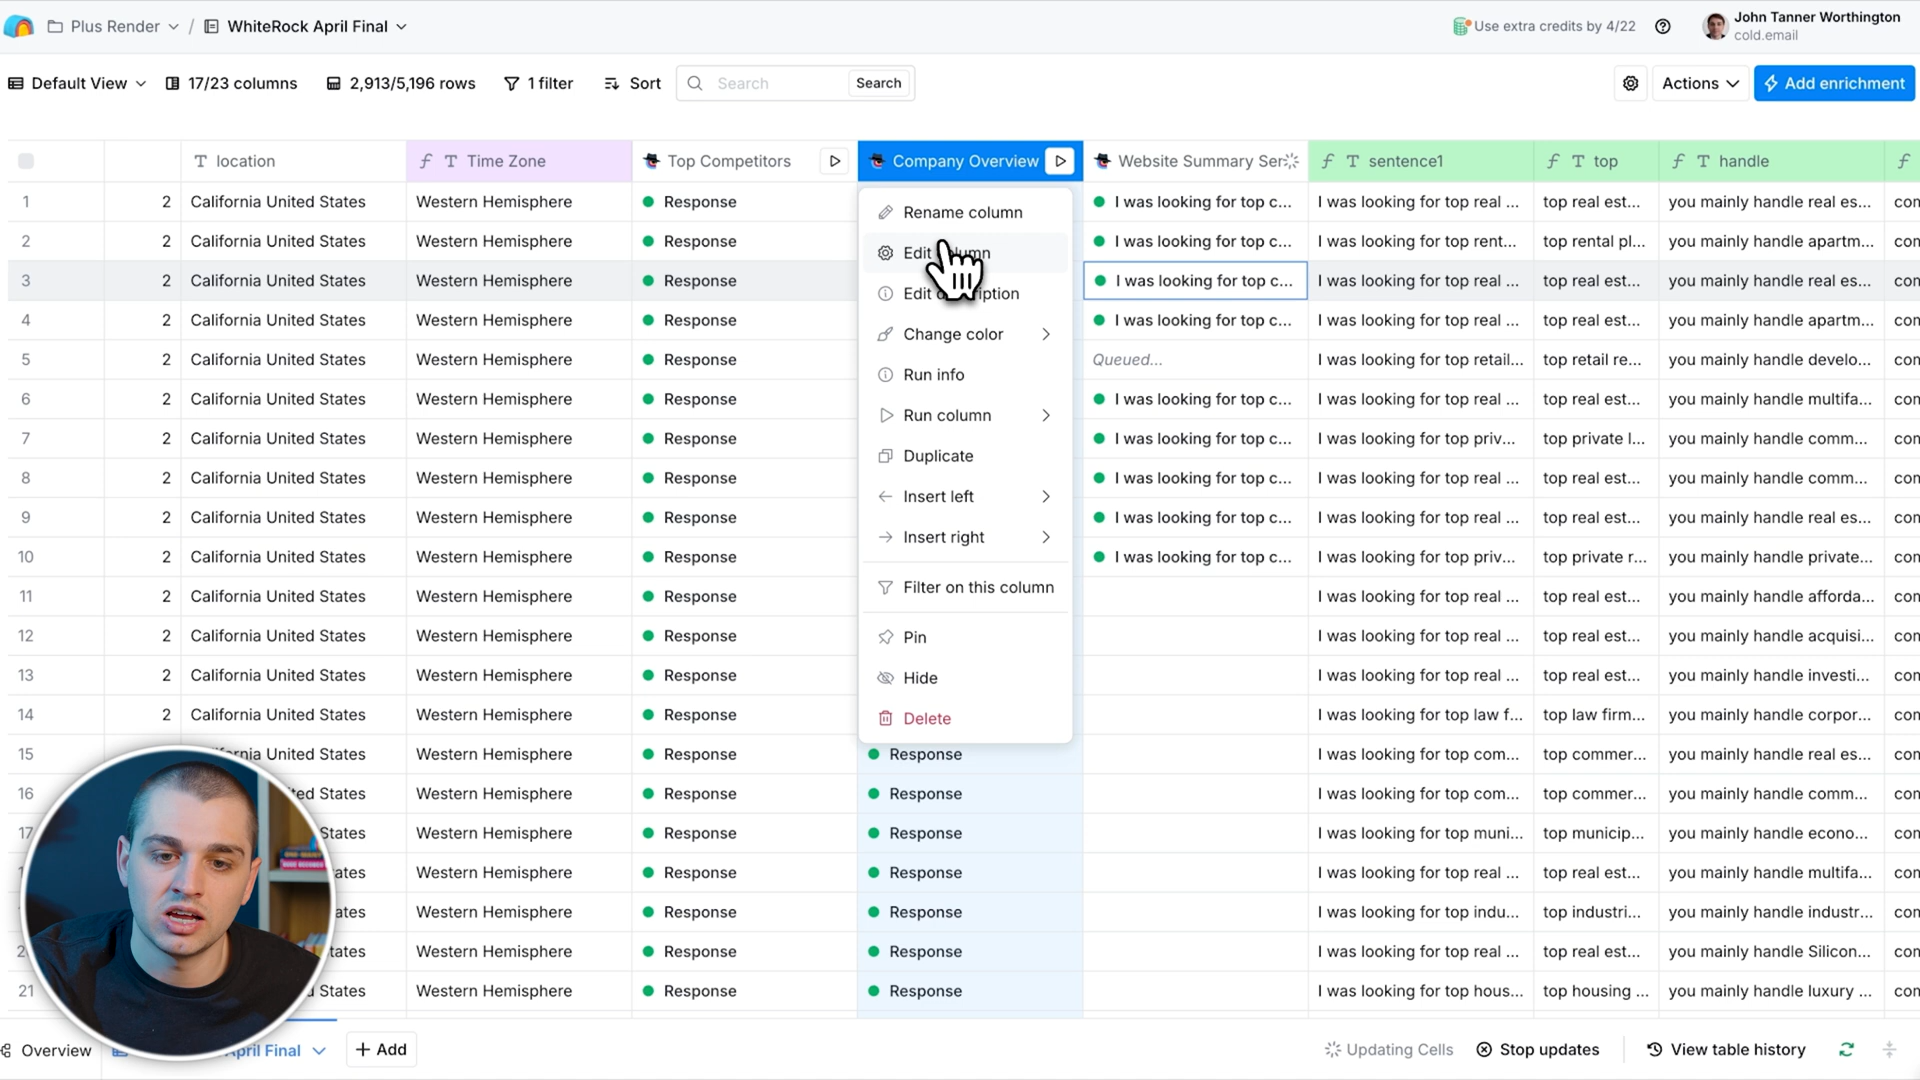 Plus Render / WhiteRock April Final
Use extra credits by 4/22
John Tanner Worthington
cold.email
Default View 17/23 columns 2,913/5,196 rows 1 filter Sort Search Search Actions Add enrichment
location Time Zone Top Competitors Company Overview Website Summary Ser sentence1 top handle
1 2 California United States Western Hemisphere Response I was looking for top c... I was looking for top real ... top real est... you mainly handle real es... con
2 2 California United States Western Hemisphere Response I was looking for top c... I was looking for top rent... top rental pl... you mainly handle apartm... con
3 2 California United States Western Hemisphere Response I was looking for top c... I was looking for top real ... top real est... you mainly handle real es... con
4 2 California United States Western Hemisphere Response I was looking for top c... I was looking for top real ... top real est... you mainly handle apartm... con
5 2 California United States Western Hemisphere Response Queued... I was looking for top retail... top retail re... you mainly handle develo... con
6 2 California United States Western Hemisphere Response I was looking for top c... I was looking for top real ... top real est... you mainly handle multifa... con
7 2 California United States Western Hemisphere Response I was looking for top c... I was looking for top priv... top private l... you mainly handle comm... con
8 2 California United States Western Hemisphere Response I was looking for top c... I was looking for top real ... top real est... you mainly handle comm... con
9 2 California United States Western Hemisphere Response I was looking for top c... I was looking for top real ... top real est... you mainly handle real es... con
10 2 California United States Western Hemisphere Response I was looking for top c... I was looking for top priv... top private r... you mainly handle private... con
11 2 California United States Western Hemisphere Response I was looking for top real ... top real est... you mainly handle afforda... con
12 2 California United States Western Hemisphere Response I was looking for top real ... top real est... you mainly handle acquisi... con
13 2 California United States Western Hemisphere Response I was looking for top real ... top real est... you mainly handle investi... con
14 2 California United States Western Hemisphere Response I was looking for top law f... top law firm... you mainly handle corpor... con
15 2 California United States Western Hemisphere Response Response I was looking for top com... top commer... you mainly handle real es... con
16 States Western Hemisphere Response Response I was looking for top com... top commer... you mainly handle comm... con
17 States Western Hemisphere Response Response I was looking for top muni... top municip... you mainly handle econo... con
ates Western Hemisphere Response Response I was looking for top real ... top real est... you mainly handle multifa... con
ates Western Hemisphere Response Response I was looking for top indu... top industri... you mainly handle industr... con
tates Western Hemisphere Response Response I was looking for top real ... top real est... you mainly handle Silicon... con
21 States Western Hemisphere Response Response I was looking for top hous... top housing ... you mainly handle luxury ... con
Rename column
Edit column
Edit description
Change color
Run info
Run column
Duplicate
Insert left
Insert right
Filter on this column
Pin
Hide
Delete
Overview April Final + Add Updating Cells Stop updates View table history